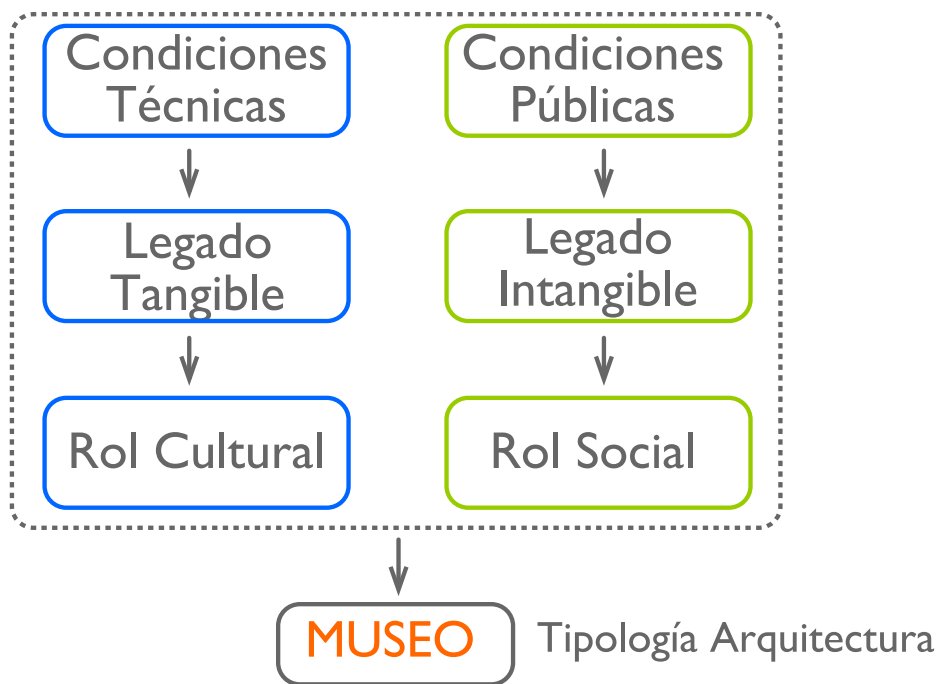 Condiciones
Técnicas
Condiciones
Públicas
Legado
Tangible
Legado
Intangible
Rol Cultural
Rol Social
MUSEO
Tipología Arquitectura